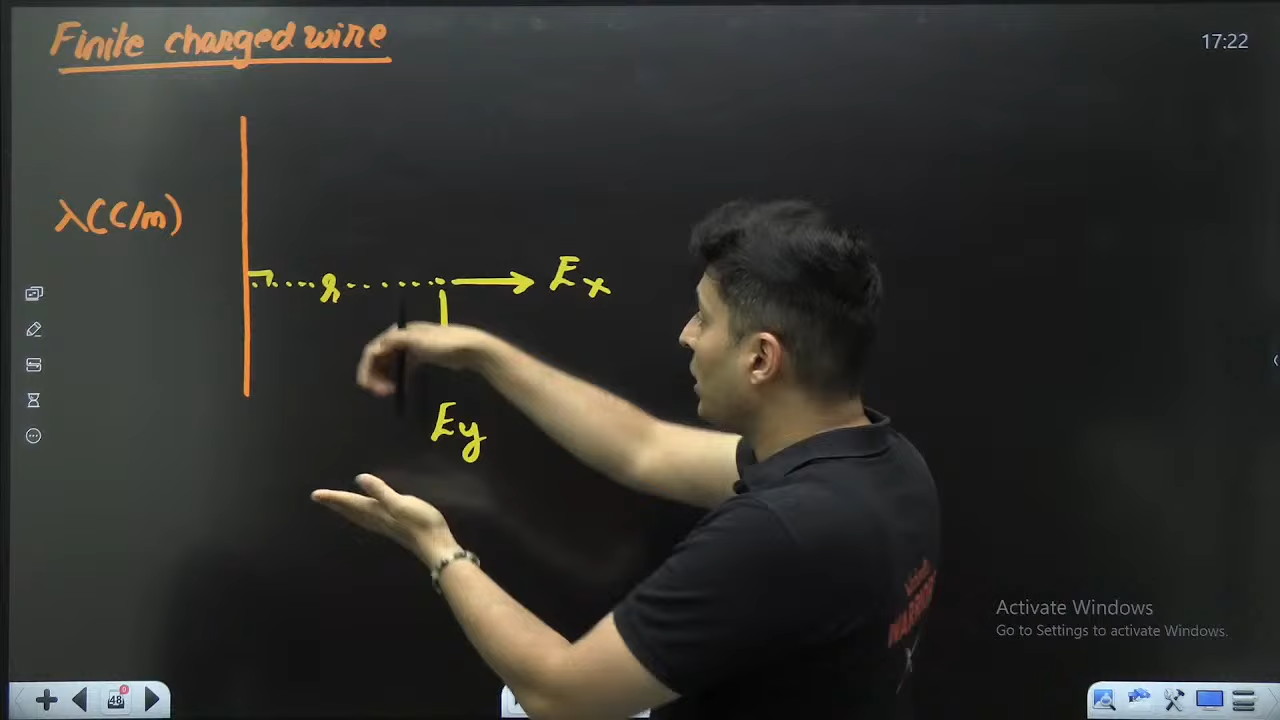 Finite charged wire
17:22
λ(C/m)
r
Ex
Ey
Activate Windows
Go to Settings to activate Windows.
48